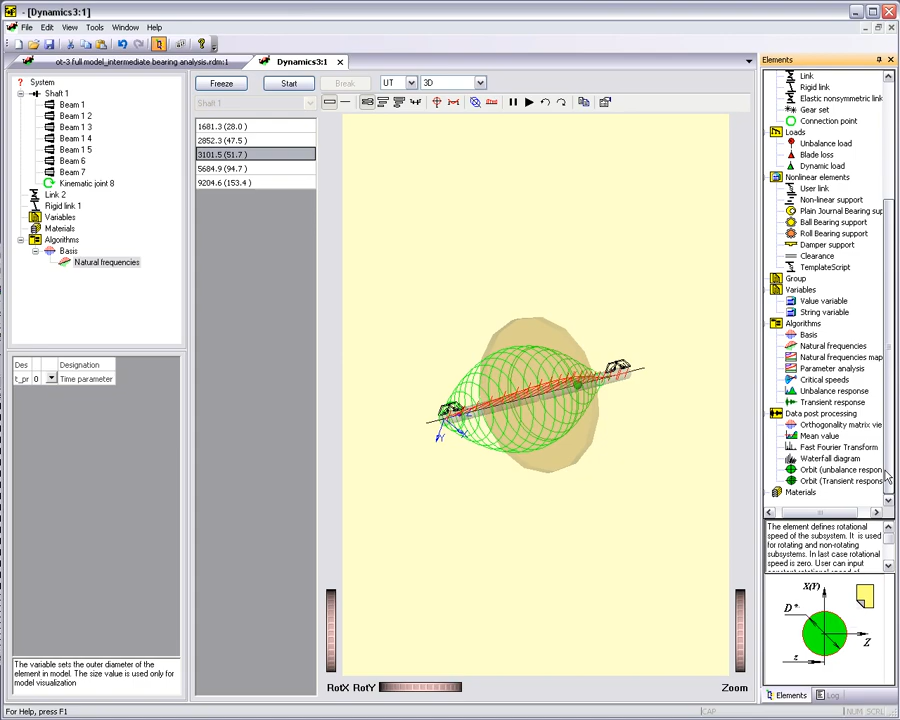 - [Dynamics3:1]
File Edit View Tools Window Help
ot-3 full model_intermediate bearing analysis.rdm:1
Dynamics3:1
Elements
? System
Shaft 1
Beam 1
Beam 1 2
Beam 1 3
Beam 1 4
Beam 1 5
Beam 6
Beam 7
Kinematic joint 8
Link 2
Rigid link 1
Variables
Materials
Algorithms
Basis
Natural frequencies
Des Designation
t_pr 0 Time parameter
The variable sets the outer diameter of the
element in model. The size value is used only for
model visualization
Freeze Start Break UT 3D
Shaft 1
1681.3 (28.0 )
2852.3 (47.5 )
3101.5 (51.7 )
5684.9 (94.7 )
9204.6 (153.4 )
Y
X
Z
RotX RotY Zoom
Link
Rigid link
Elastic nonsymmetric link
Gear set
Connection point
Loads
Unbalance load
Blade loss
Dynamic load
Nonlinear elements
User link
Non-linear support
Plain Journal Bearing sup
Ball Bearing support
Roll Bearing support
Damper support
Clearance
TemplateScript
Group
Variables
Value variable
String variable
Algorithms
Basis
Natural frequencies
Natural frequencies map
Parameter analysis
Critical speeds
Unbalance response
Transient response
Data post processing
Orthogonality matrix vie
Mean value
Fast Fourier Transform
Waterfall diagram
Orbit (unbalance respon
Orbit (Transient respons
Materials
The element defines rotational
speed of the subsystem. It is used
for rotating and non-rotating
subsystems. In last case rotational
speed is zero. User can input
X(Y)
D*
Z
z
Elements Log
For Help, press F1
CAP NUM SCRL